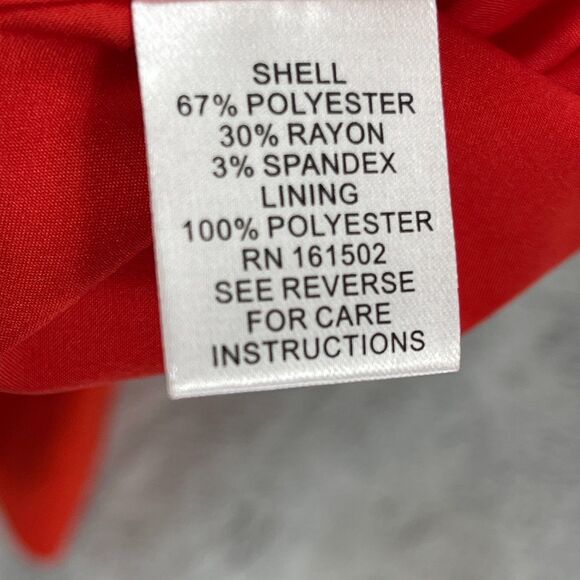 SHELL
67% POLYESTER
30% RAYON
3% SPANDEX
LINING
100% POLYESTER
RN 161502
SEE REVERSE
FOR CARE
INSTRUCTIONS